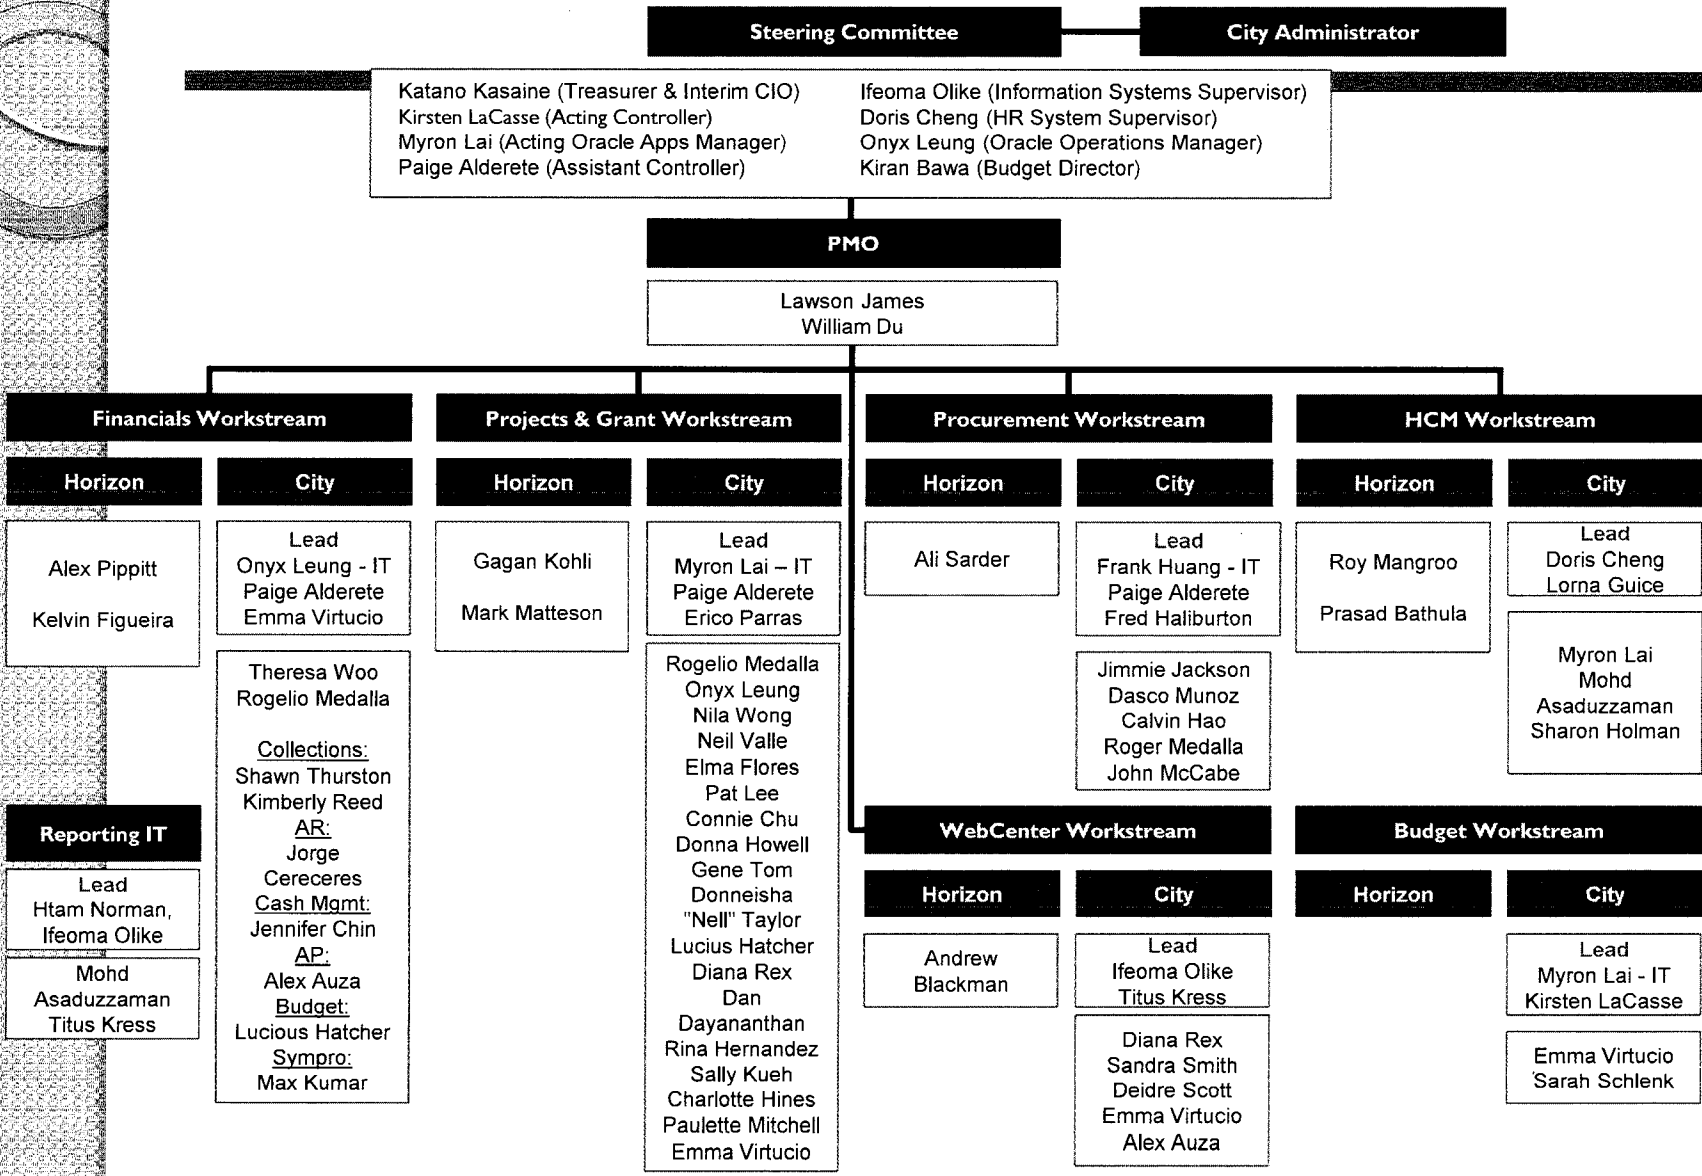 Steering Committee
City Administrator
Katano Kasaine (Treasurer & Interim CIO)
Kirsten LaCasse (Acting Controller)
Myron Lai (Acting Oracle Apps Manager)
Paige Alderete (Assistant Controller)
Ifeoma Olike (Information Systems Supervisor)
Doris Cheng (HR System Supervisor)
Onyx Leung (Oracle Operations Manager)
Kiran Bawa (Budget Director)
PMO
Lawson James
William Du
Financials Workstream
Horizon
Alex Pippitt
Kelvin Figueira
City
Lead
Onyx Leung - IT
Paige Alderete
Emma Virtucio
Theresa Woo
Rogelio Medalla
Collections:
Shawn Thurston
Kimberly Reed
AR:
Jorge
Cereceres
Cash Mgmt:
Jennifer Chin
AP:
Alex Auza
Budget:
Lucious Hatcher
Sympro:
Max Kumar
Reporting IT
Lead
Htam Norman,
Ifeoma Olike
Mohd
Asaduzzaman
Titus Kress
Projects & Grant Workstream
Horizon
Gagan Kohli
Mark Matteson
City
Lead
Myron Lai – IT
Paige Alderete
Erico Parras
Rogelio Medalla
Onyx Leung
Nila Wong
Neil Valle
Elma Flores
Pat Lee
Connie Chu
Donna Howell
Gene Tom
Donneisha
"Nell" Taylor
Lucius Hatcher
Diana Rex
Dan
Dayananthan
Rina Hernandez
Sally Kueh
Charlotte Hines
Paulette Mitchell
Emma Virtucio
Procurement Workstream
Horizon
Ali Sarder
City
Lead
Frank Huang - IT
Paige Alderete
Fred Haliburton
Jimmie Jackson
Dasco Munoz
Calvin Hao
Roger Medalla
John McCabe
HCM Workstream
Horizon
Roy Mangroo
Prasad Bathula
City
Lead
Doris Cheng
Lorna Guice
Myron Lai
Mohd
Asaduzzaman
Sharon Holman
WebCenter Workstream
Horizon
Andrew
Blackman
City
Lead
Ifeoma Olike
Titus Kress
Diana Rex
Sandra Smith
Deidre Scott
Emma Virtucio
Alex Auza
Budget Workstream
Horizon
City
Lead
Myron Lai - IT
Kirsten LaCasse
Emma Virtucio
Sarah Schlenk